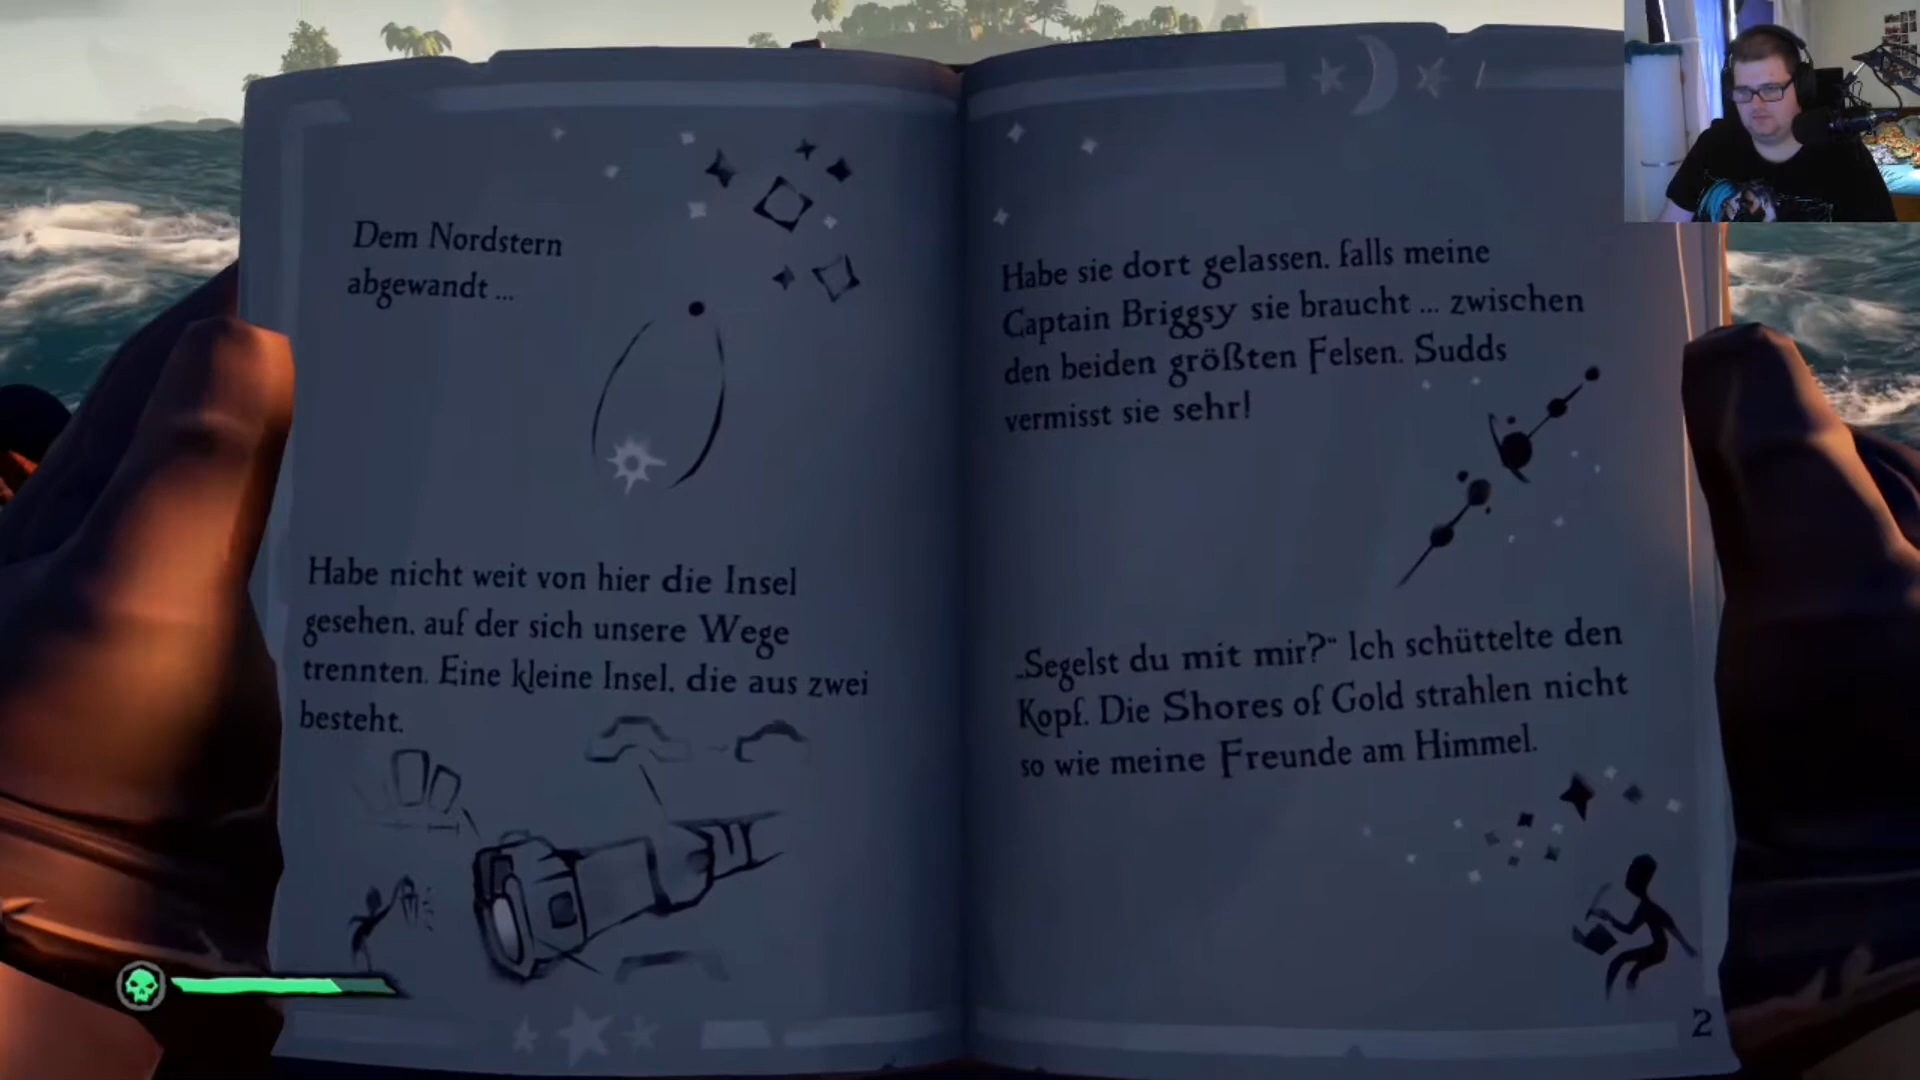 Dem Nordstern
abgewandt ...
Habe nicht weit von hier die Insel
gesehen, auf der sich unsere Wege
trennten. Eine kleine Insel, die aus zwei
besteht.
Habe sie dort gelassen, falls meine
Captain Briggsy sie braucht ... zwischen
den beiden größten Felsen. Sudds
vermisst sie sehr!
„Segelst du mit mir?“ Ich schüttelte den
Kopf. Die Shores of Gold strahlen nicht
so wie meine Freunde am Himmel.
2